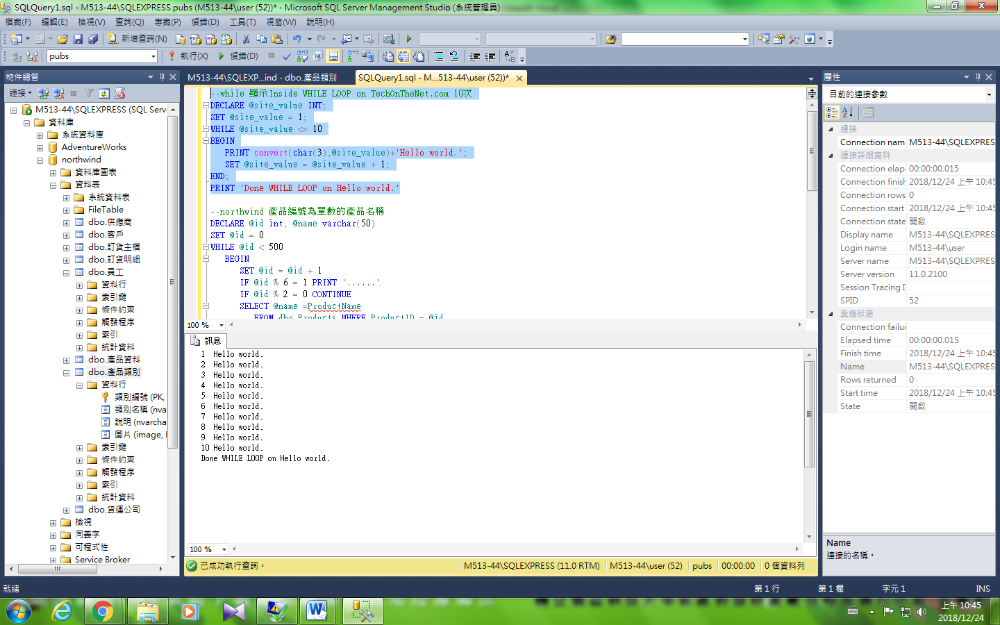 SQLQuery1.sql - M513-44\SQLEXPRESS.pubs (M513-44\user (52))* - Microsoft SQL Server Management Studio (系統管理員)
檔案(F) 編輯(E) 檢視(V) 查詢(Q) 專案(P) 偵錯(D) 工具(T) 視窗(W) 說明(H)
新增查詢(N)
pubs 執行(X) 偵錯(D)
物件總管
連接
M513-44\SQLEXPRESS (SQL Serv
資料庫
系統資料庫
AdventureWorks
northwind
資料庫圖表
資料表
系統資料表
FileTable
dbo.供應商
dbo.客戶
dbo.訂貨主檔
dbo.訂貨明細
dbo.員工
資料行
索引鍵
條件約束
觸發程序
索引
統計資料
dbo.產品資料
dbo.產品類別
資料行
類別編號 (PK,
類別名稱 (nva
說明 (nvarcha
圖片 (image,
索引鍵
條件約束
觸發程序
索引
統計資料
dbo.貨運公司
檢視
同義字
可程式性
Service Broker
M513-44\SQLEXP...ind - dbo.產品類別
SQLQuery1.sql - M...513-44\user (52))*
--while 顯示Inside WHILE LOOP on TechOnTheNet.com 10次
DECLARE @site_value INT;
SET @site_value = 1;
WHILE @site_value <= 10
BEGIN
PRINT convert(char(3),@site_value)+'Hello world.';
SET @site_value = @site_value + 1;
END;
PRINT 'Done WHILE LOOP on Hello world.'
--northwind 產品編號為單數的產品名稱
DECLARE @id int, @name varchar(50)
SET @id = 0
WHILE @id < 500
BEGIN
SET @id = @id + 1
IF @id % 6 = 1 PRINT '......'
IF @id % 2 = 0 CONTINUE
SELECT @name =ProductName
FROM dbo.Products WHERE ProductID = @id
100 %
訊息
1 Hello world.
2 Hello world.
3 Hello world.
4 Hello world.
5 Hello world.
6 Hello world.
7 Hello world.
8 Hello world.
9 Hello world.
10 Hello world.
Done WHILE LOOP on Hello world.
100 %
已成功執行查詢。 M513-44\SQLEXPRESS (11.0 RTM) M513-44\user (52) pubs 00:00:00 0 個資料列
屬性
目前的連接參數
連接
Connection nam M513-44\SQLEXPRES
連接詳細資料
Connection elap 00:00:00.015
Connection finish 2018/12/24 上午 10:45
Connection rows 0
Connection start 2018/12/24 上午 10:45
Connection state 開啟
Display name M513-44\SQLEXPRES
Login name M513-44\user
Server name M513-44\SQLEXPRES
Server version 11.0.2100
Session Tracing I
SPID 52
彙總狀態
Connection failu
Elapsed time 00:00:00.015
Finish time 2018/12/24 上午 10:45
Name M513-44\SQLEXPRES
Rows returned 0
Start time 2018/12/24 上午 10:45
State 開啟
Name
連接的名稱。
就緒 第 1 行 第 1 欄 字元 1 INS
上午 10:45
2018/12/24